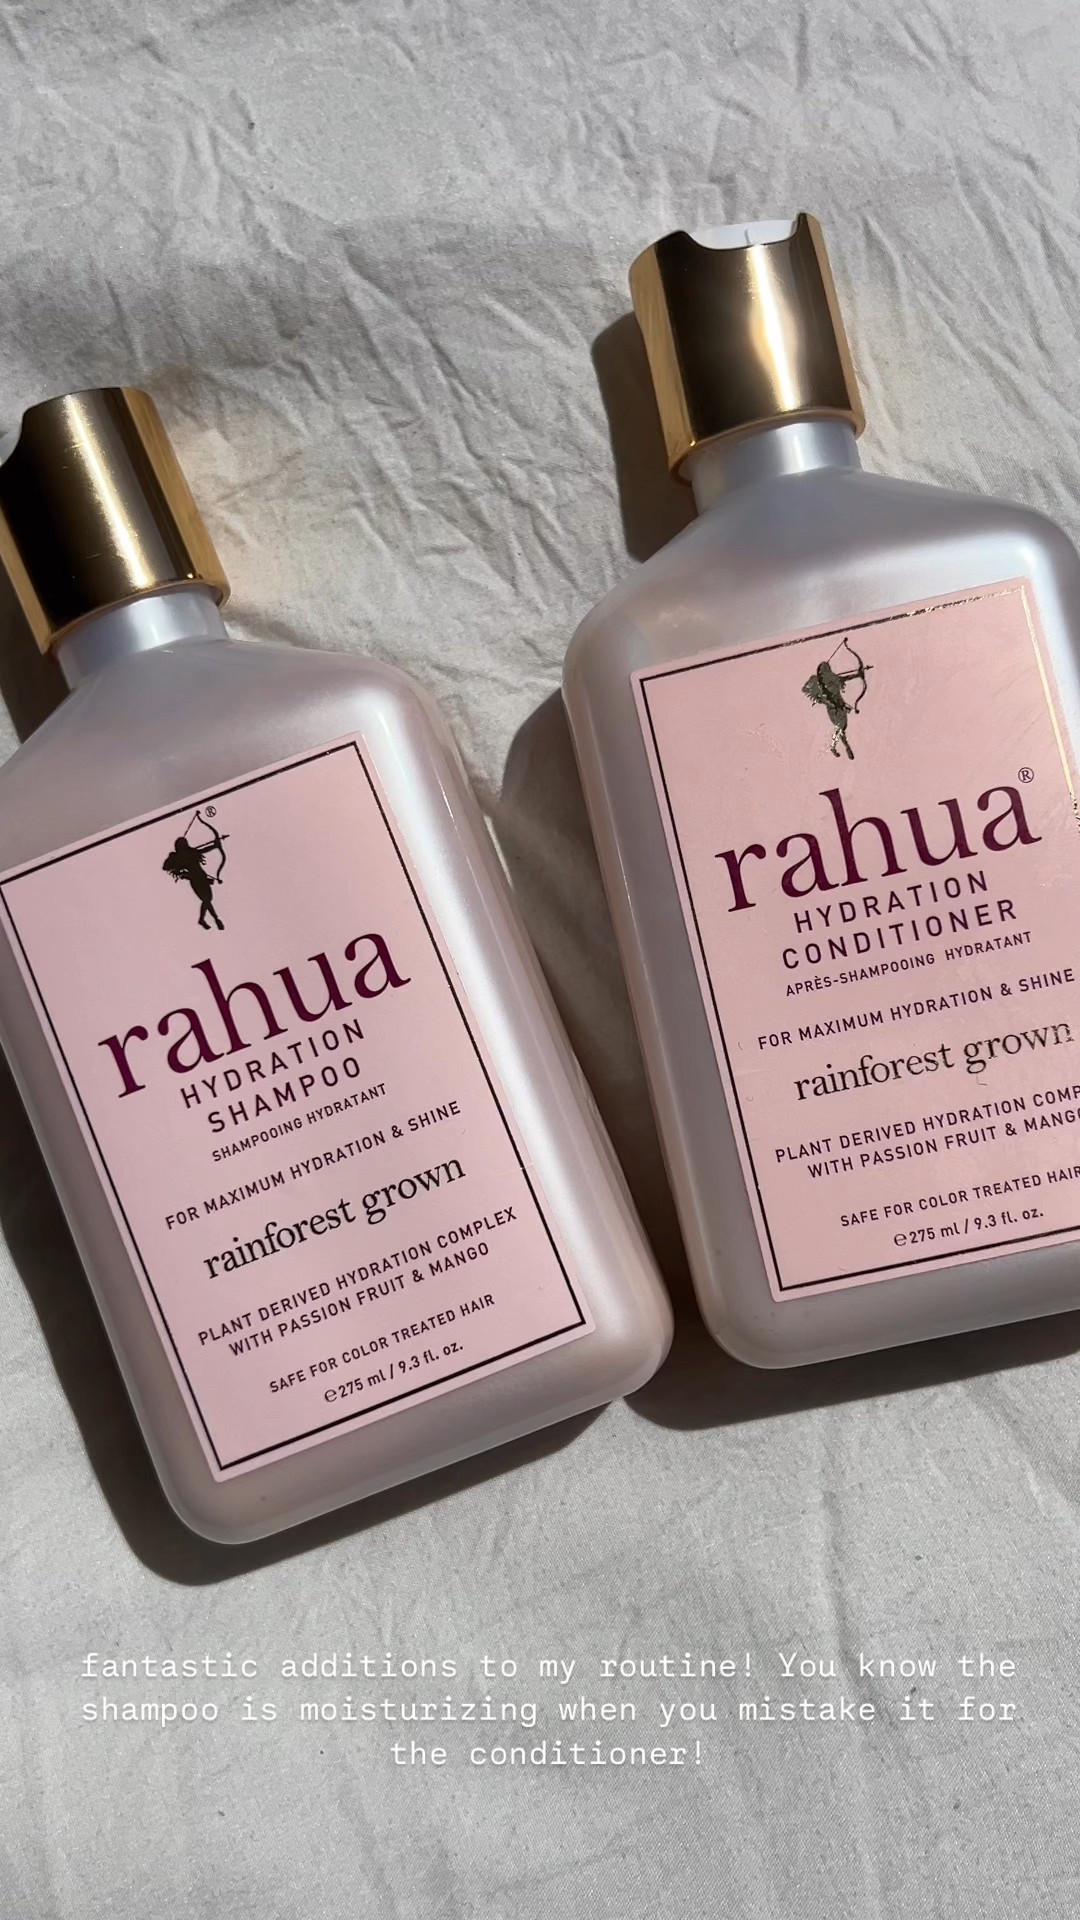 ®
rahua
HYDRATION
SHAMPOO
SHAMPOOING HYDRATANT
FOR MAXIMUM HYDRATION & SHINE
rainforest grown
PLANT DERIVED HYDRATION COMPLEX
WITH PASSION FRUIT & MANGO
SAFE FOR COLOR TREATED HAIR
℮275 ml / 9.3 fl. oz.
rahua®
HYDRATION
CONDITIONER
APRÈS-SHAMPOOING HYDRATANT
FOR MAXIMUM HYDRATION & SHINE
rainforest grown
PLANT DERIVED HYDRATION COMP
WITH PASSION FRUIT & MANGO
SAFE FOR COLOR TREATED HAIR
℮275 ml / 9.3 fl. oz.
fantastic additions to my routine! You know the
shampoo is moisturizing when you mistake it for
the conditioner!